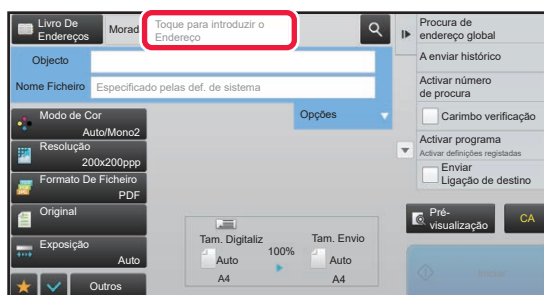 Livro De
Endereços
Morad
Toque para introduzir o
Endereço
Objecto
Nome Ficheiro
Especificado pelas def. de sistema
Opções
Modo de Cor
Auto/Mono2
Resolução
200x200ppp
Formato De Ficheiro
PDF
Original
Exposição
Auto
Outros
Tam. Digitaliz
100%
Tam. Envio
Auto
Auto
A4
A4
Procura de
endereço global
A enviar histórico
Activar número
de procura
Carimbo verificação
Activar programa
Activar definições registadas
Enviar
Ligação de destino
Pré-
visualização
CA